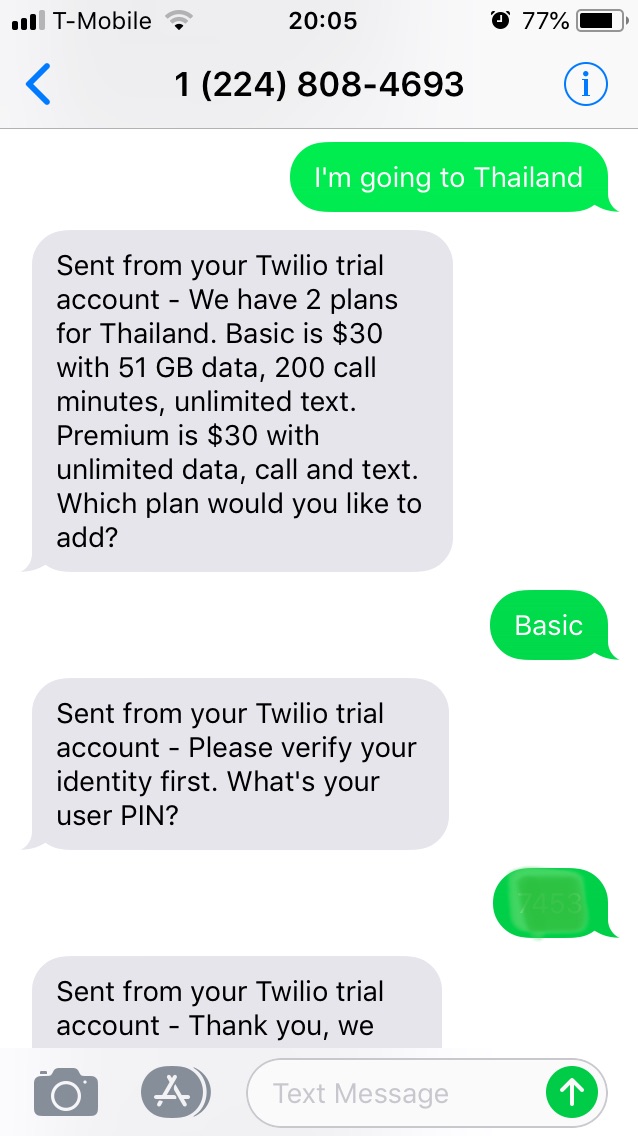 T-Mobile 20:05 77%
1 (224) 808-4693
I'm going to Thailand
Sent from your Twilio trial
account - We have 2 plans
for Thailand. Basic is $30
with 51 GB data, 200 call
minutes, unlimited text.
Premium is $30 with
unlimited data, call and text.
Which plan would you like to
add?
Basic
Sent from your Twilio trial
account - Please verify your
identity first. What's your
user PIN?
Sent from your Twilio trial
account - Thank you, we
Text Message